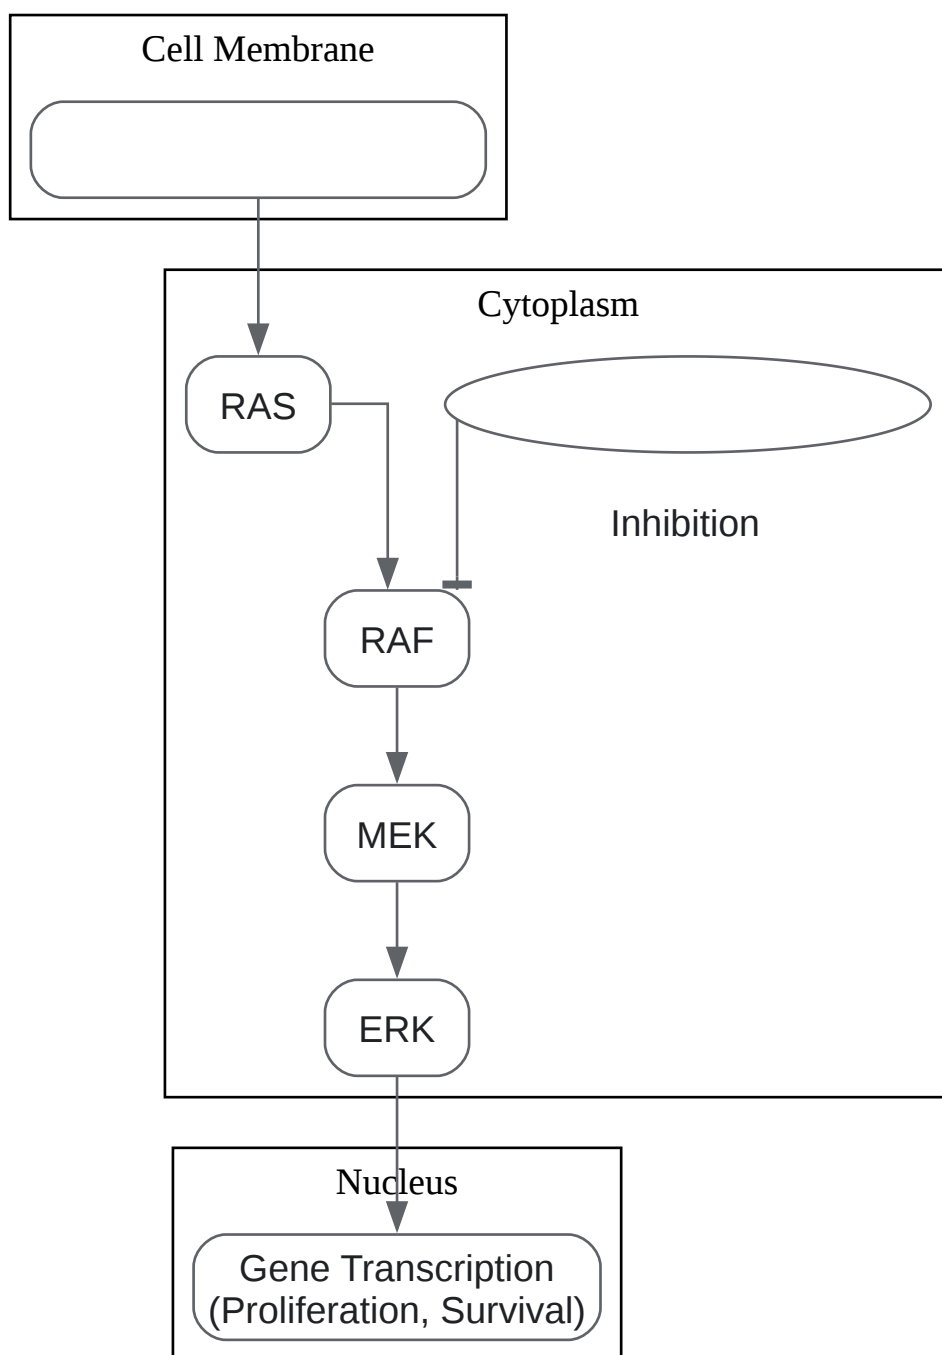 Cell Membrane
Cytoplasm
RAS
Inhibition
RAF
MEK
ERK
Nucleus
Gene Transcription
(Proliferation, Survival)